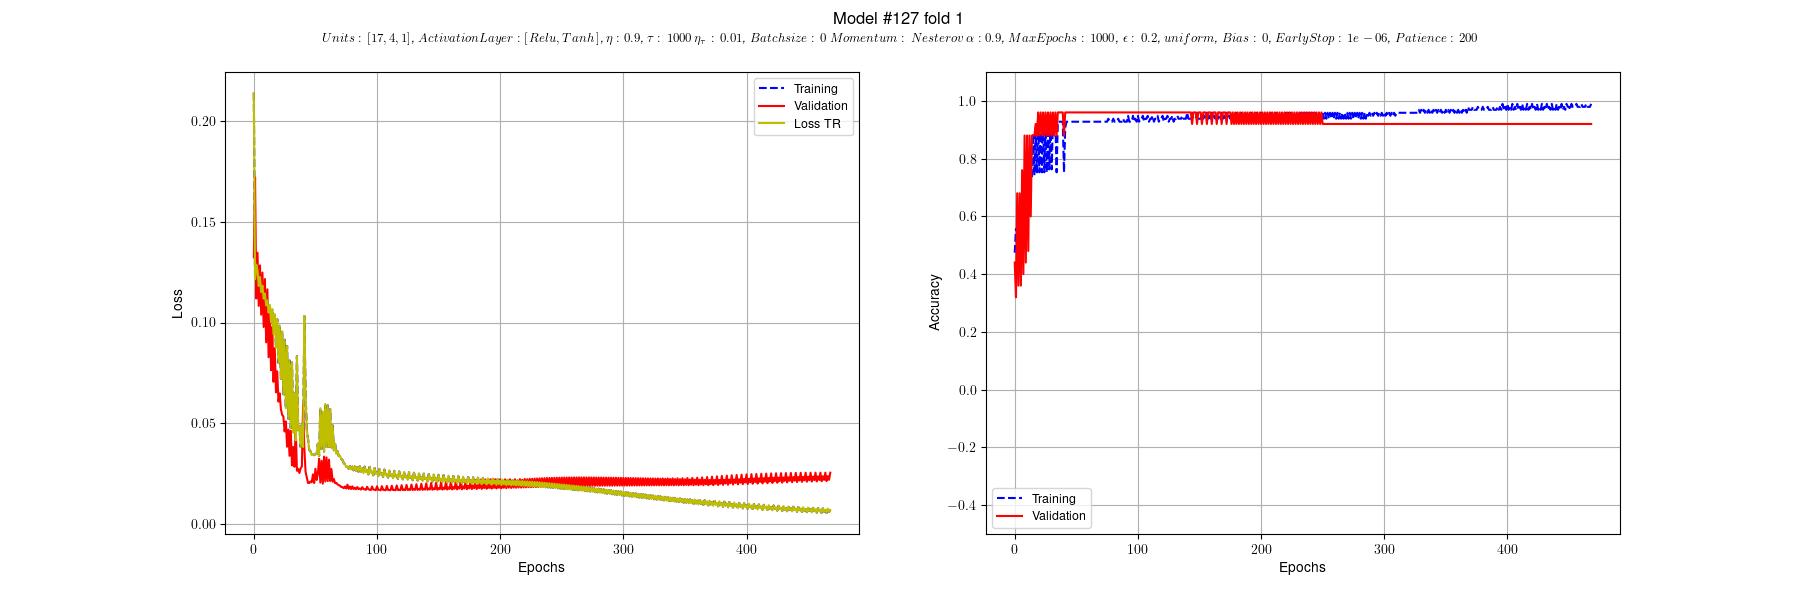 Model #127 fold 1
Units : [17, 4, 1], ActivationLayer : [Relu, Tanh], η : 0.9, τ : 1000 ητ : 0.01, Batchsize : 0 Momentum : Nesterov α : 0.9, MaxEpochs : 1000, ϵ : 0.2, uniform, Bias : 0, EarlyStop : 1e − 06, Patience : 200
Loss
0.20
0.15
0.10
0.05
0.00
0 100 200 300 400
Epochs
Training
Validation
Loss TR
Accuracy
1.0
0.8
0.6
0.4
0.2
0.0
−0.2
−0.4
0 100 200 300 400
Epochs
Training
Validation